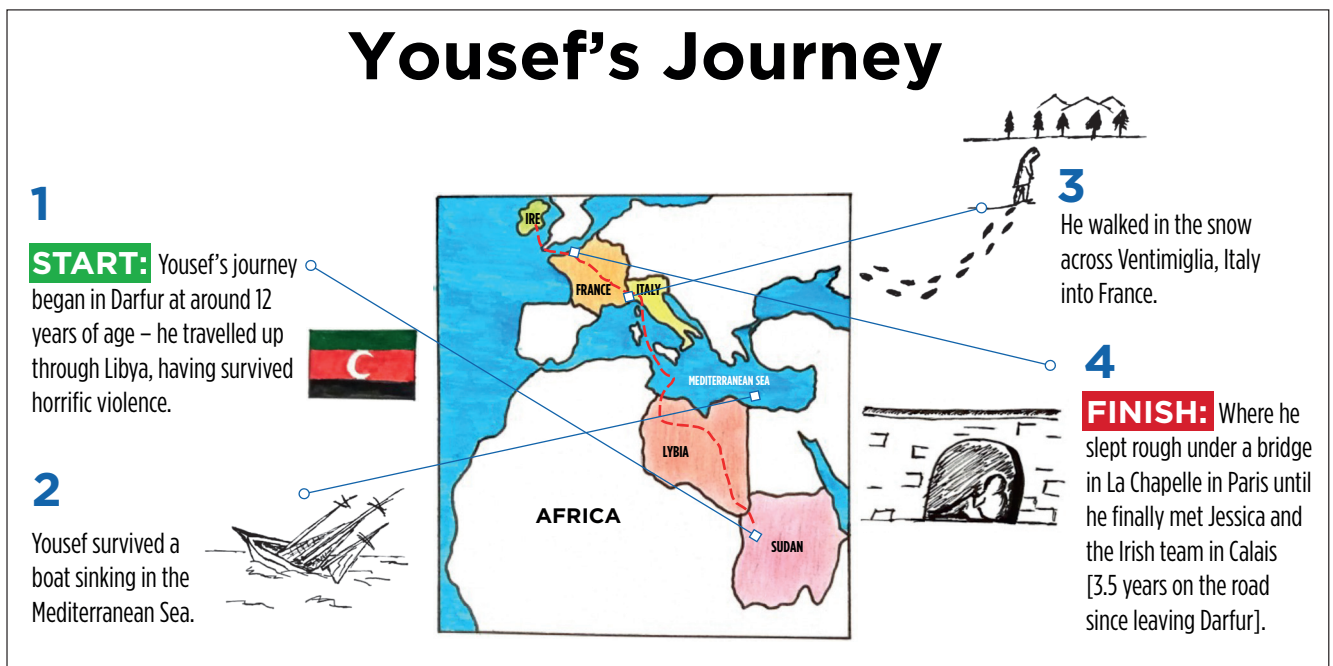 Yousef's Journey
1
START: Yousef's journey
began in Darfur at around 12
years of age – he travelled up
through Libya, having survived
horrific violence.
2
Yousef survived a
boat sinking in the
Mediterranean Sea.
IRE
FRANCE
ITALY
MEDITERRANEAN SEA
LYBIA
AFRICA
SUDAN
3
He walked in the snow
across Ventimiglia, Italy
into France.
4
FINISH: Where he
slept rough under a bridge
in La Chapelle in Paris until
he finally met Jessica and
the Irish team in Calais
[3.5 years on the road
since leaving Darfur].